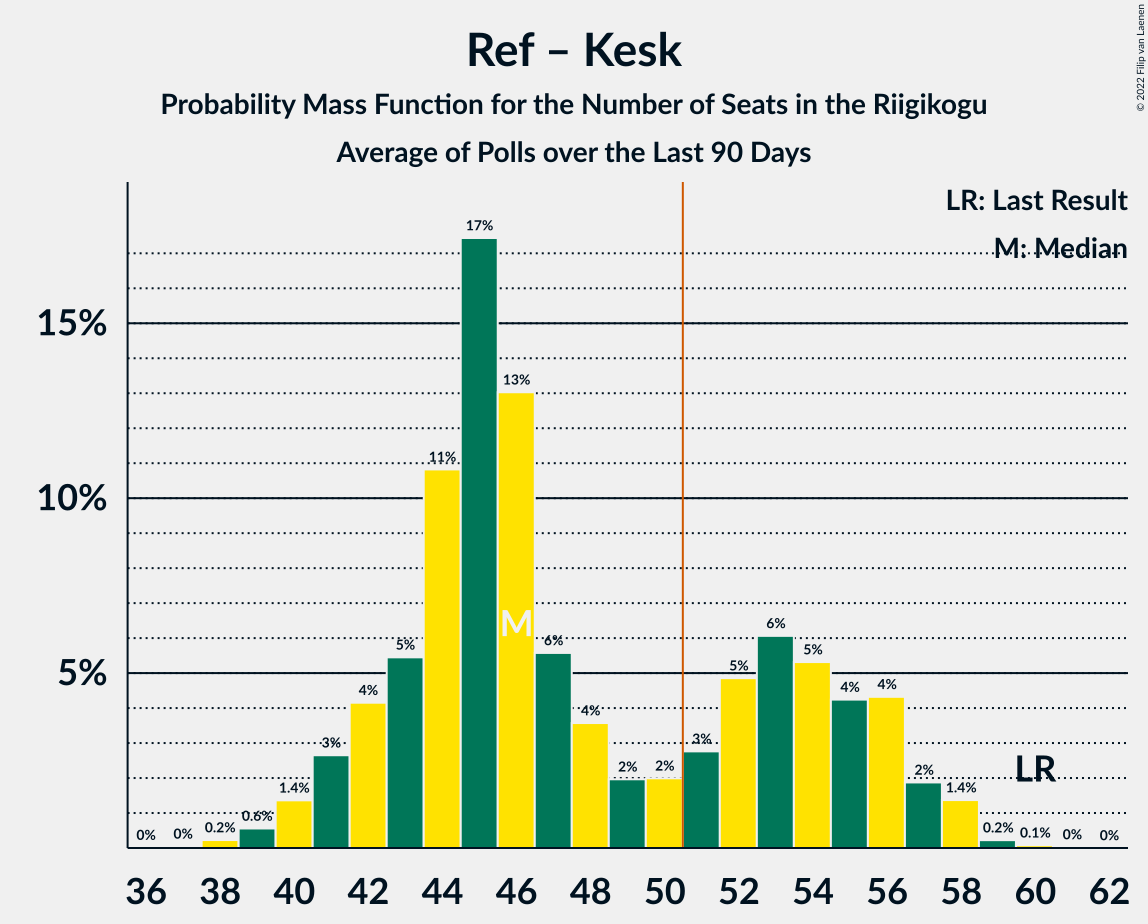 Ref – Kesk
Probability Mass Function for the Number of Seats in the Riigikogu
Average of Polls over the Last 90 Days
© 2022 Filip van Laenen
LR: Last Result
M: Median
15%
10%
5%
0% 0% 0.2% 0.6% 1.4% 3% 4% 5% 11% 17% 13% 6% 4% 2% 2% 3% 5% 6% 5% 4% 4% 2% 1.4% 0.2% 0.1% 0% 0%
M
LR
36 38 40 42 44 46 48 50 52 54 56 58 60 62